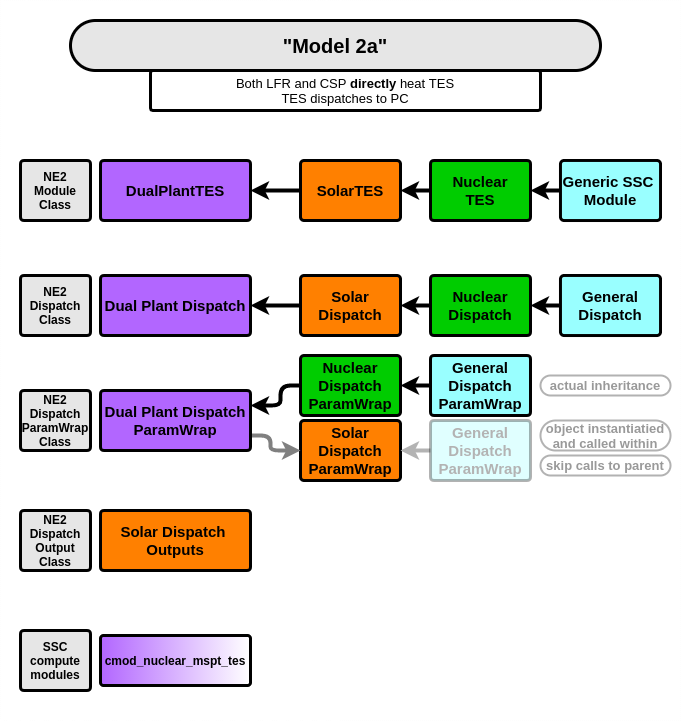 "Model 2a"
Both LFR and CSP directly heat TES
TES dispatches to PC
NE2
Module
Class
DualPlantTES
SolarTES
Nuclear
TES
Generic SSC
Module
NE2
Dispatch
Class
Dual Plant Dispatch
Solar
Dispatch
Nuclear
Dispatch
General
Dispatch
NE2
Dispatch
ParamWrap
Class
Dual Plant Dispatch
ParamWrap
Nuclear
Dispatch
ParamWrap
General
Dispatch
ParamWrap
actual inheritance
Solar
Dispatch
ParamWrap
General
Dispatch
ParamWrap
object instantiatied
and called within
skip calls to parent
NE2
Dispatch
Output
Class
Solar Dispatch
Outputs
SSC
compute
modules
cmod_nuclear_mspt_tes